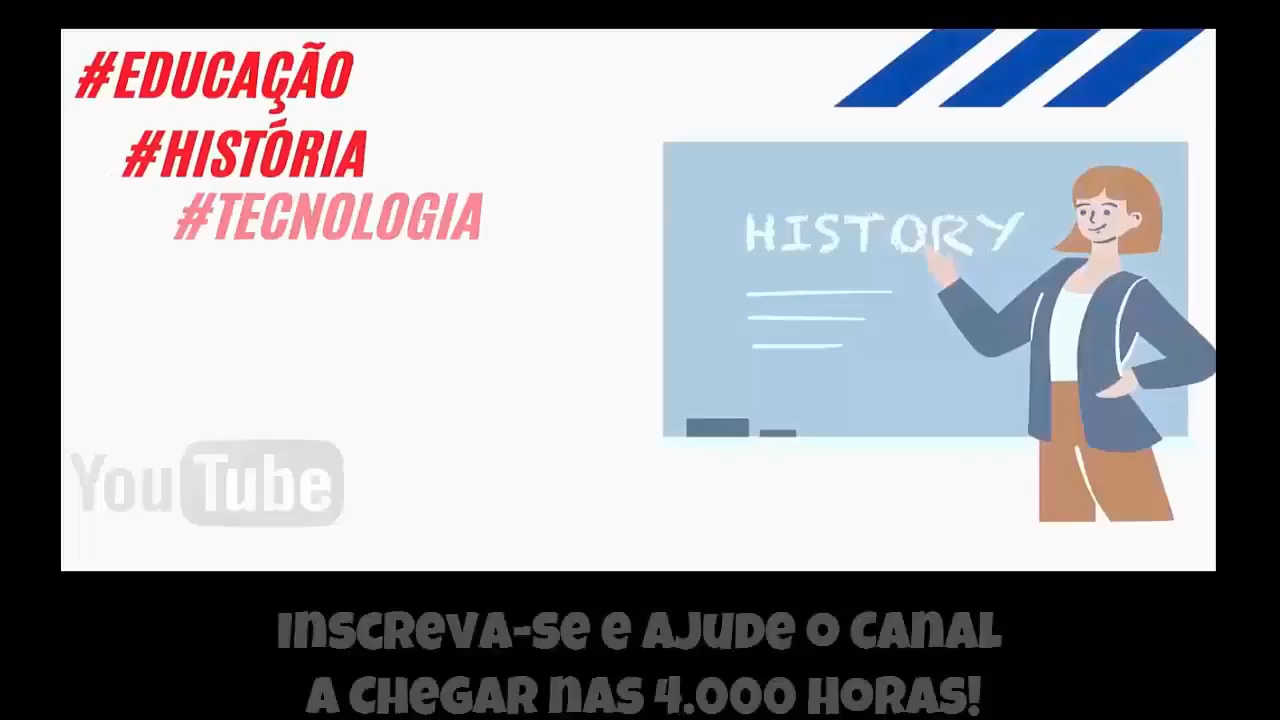 #EDUCAÇÃO
#HISTÓRIA
#TECNOLOGIA
HISTORY
YouTube
INSCREVA-SE E AJUDE O CANAL
A CHEGAR NAS 4.000 HORAS!